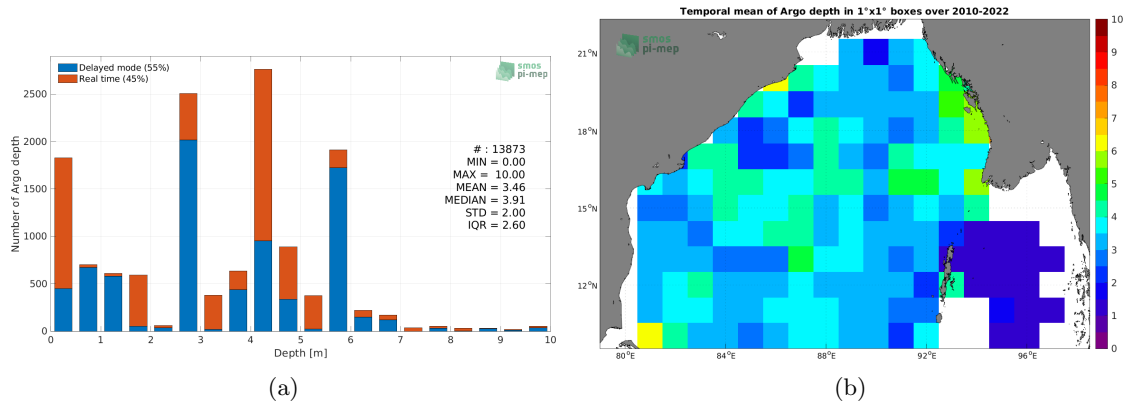 smos
pi-mep
Delayed mode (55%)
Real time (45%)
Number of Argo depth
2500
2000
1500
1000
500
0
# : 13873
MIN = 0.00
MAX = 10.00
MEAN = 3.46
MEDIAN = 3.91
STD = 2.00
IQR = 2.60
0 1 2 3 4 5 6 7 8 9 10
Depth [m]
(a)
Temporal mean of Argo depth in 1°x1° boxes over 2010-2022
smos
pi-mep
21°N
18°N
15°N
12°N
80°E 84°E 88°E 92°E 96°E
10
9
8
7
6
5
4
3
2
1
0
(b)